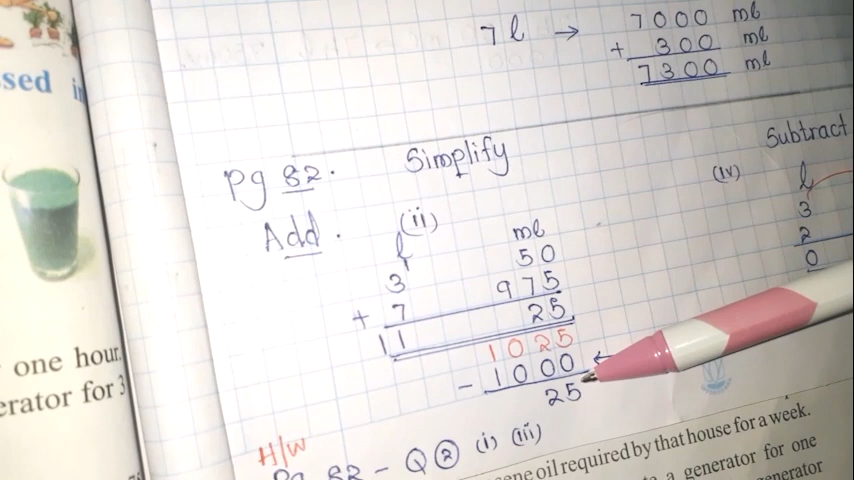 7 l → 7000 ml
+ 300 ml
7300 ml
Pg 82. Simplify
Subtract
Add. (ii)
(iv)
l ml
l
3 50
3
+ 7 975
2
11 25
0
1025
- 1000 ←
25
H/W
Pg 82 - Q ② (i) (iii)
one hour.
erator for 3
oil required by that house for a week.
a generator for one
generator